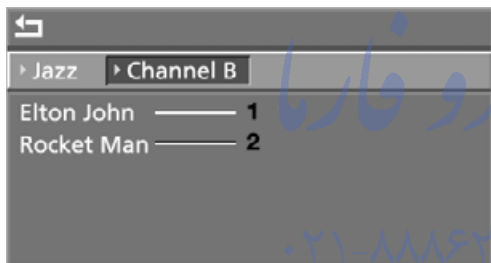 ▸ Jazz ▸ Channel B
Elton John 1
Rocket Man 2